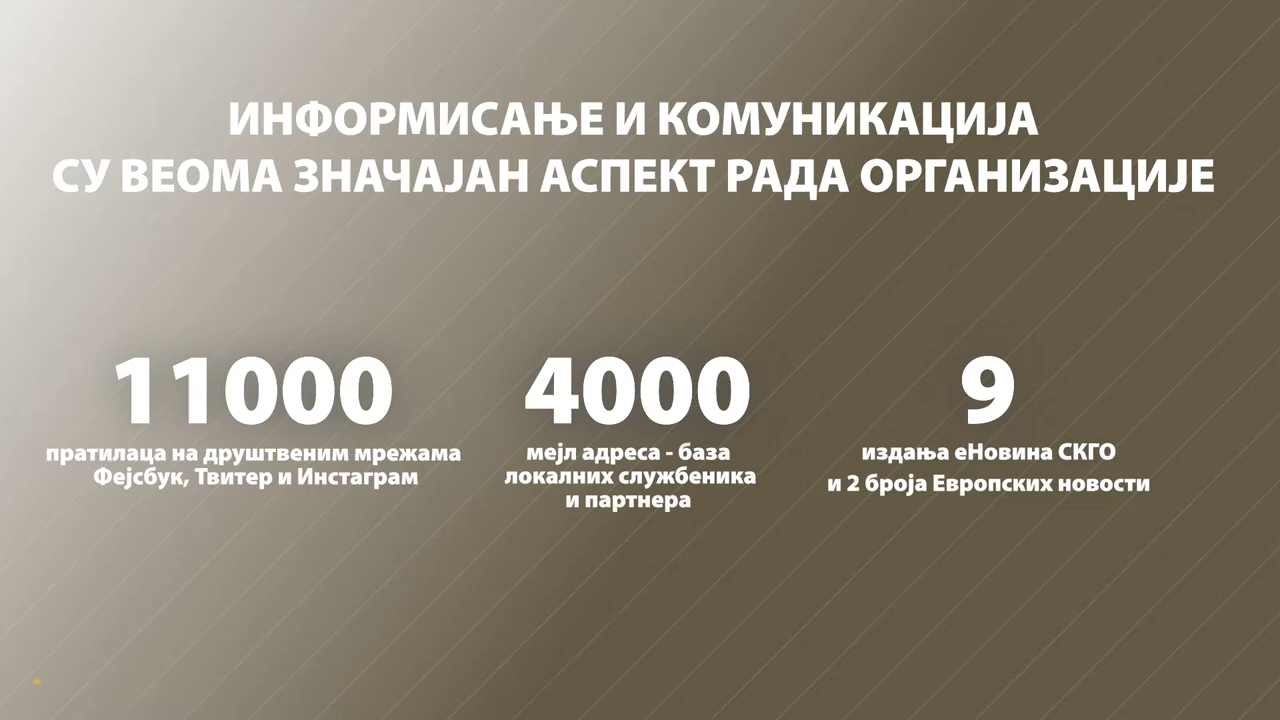 ИНФОРМИСАЊЕ И КОМУНИКАЦИЈА
СУ ВЕОМА ЗНАЧАЈАН АСПЕКТ РАДА ОРГАНИЗАЦИЈЕ
11000
пратилаца на друштвеним мрежама
Фејсбук, Твитер и Инстаграм
4000
мејл адреса - база
локалних службеника
и партнера
9
издања еНовина СКГО
и 2 броја Европских новости